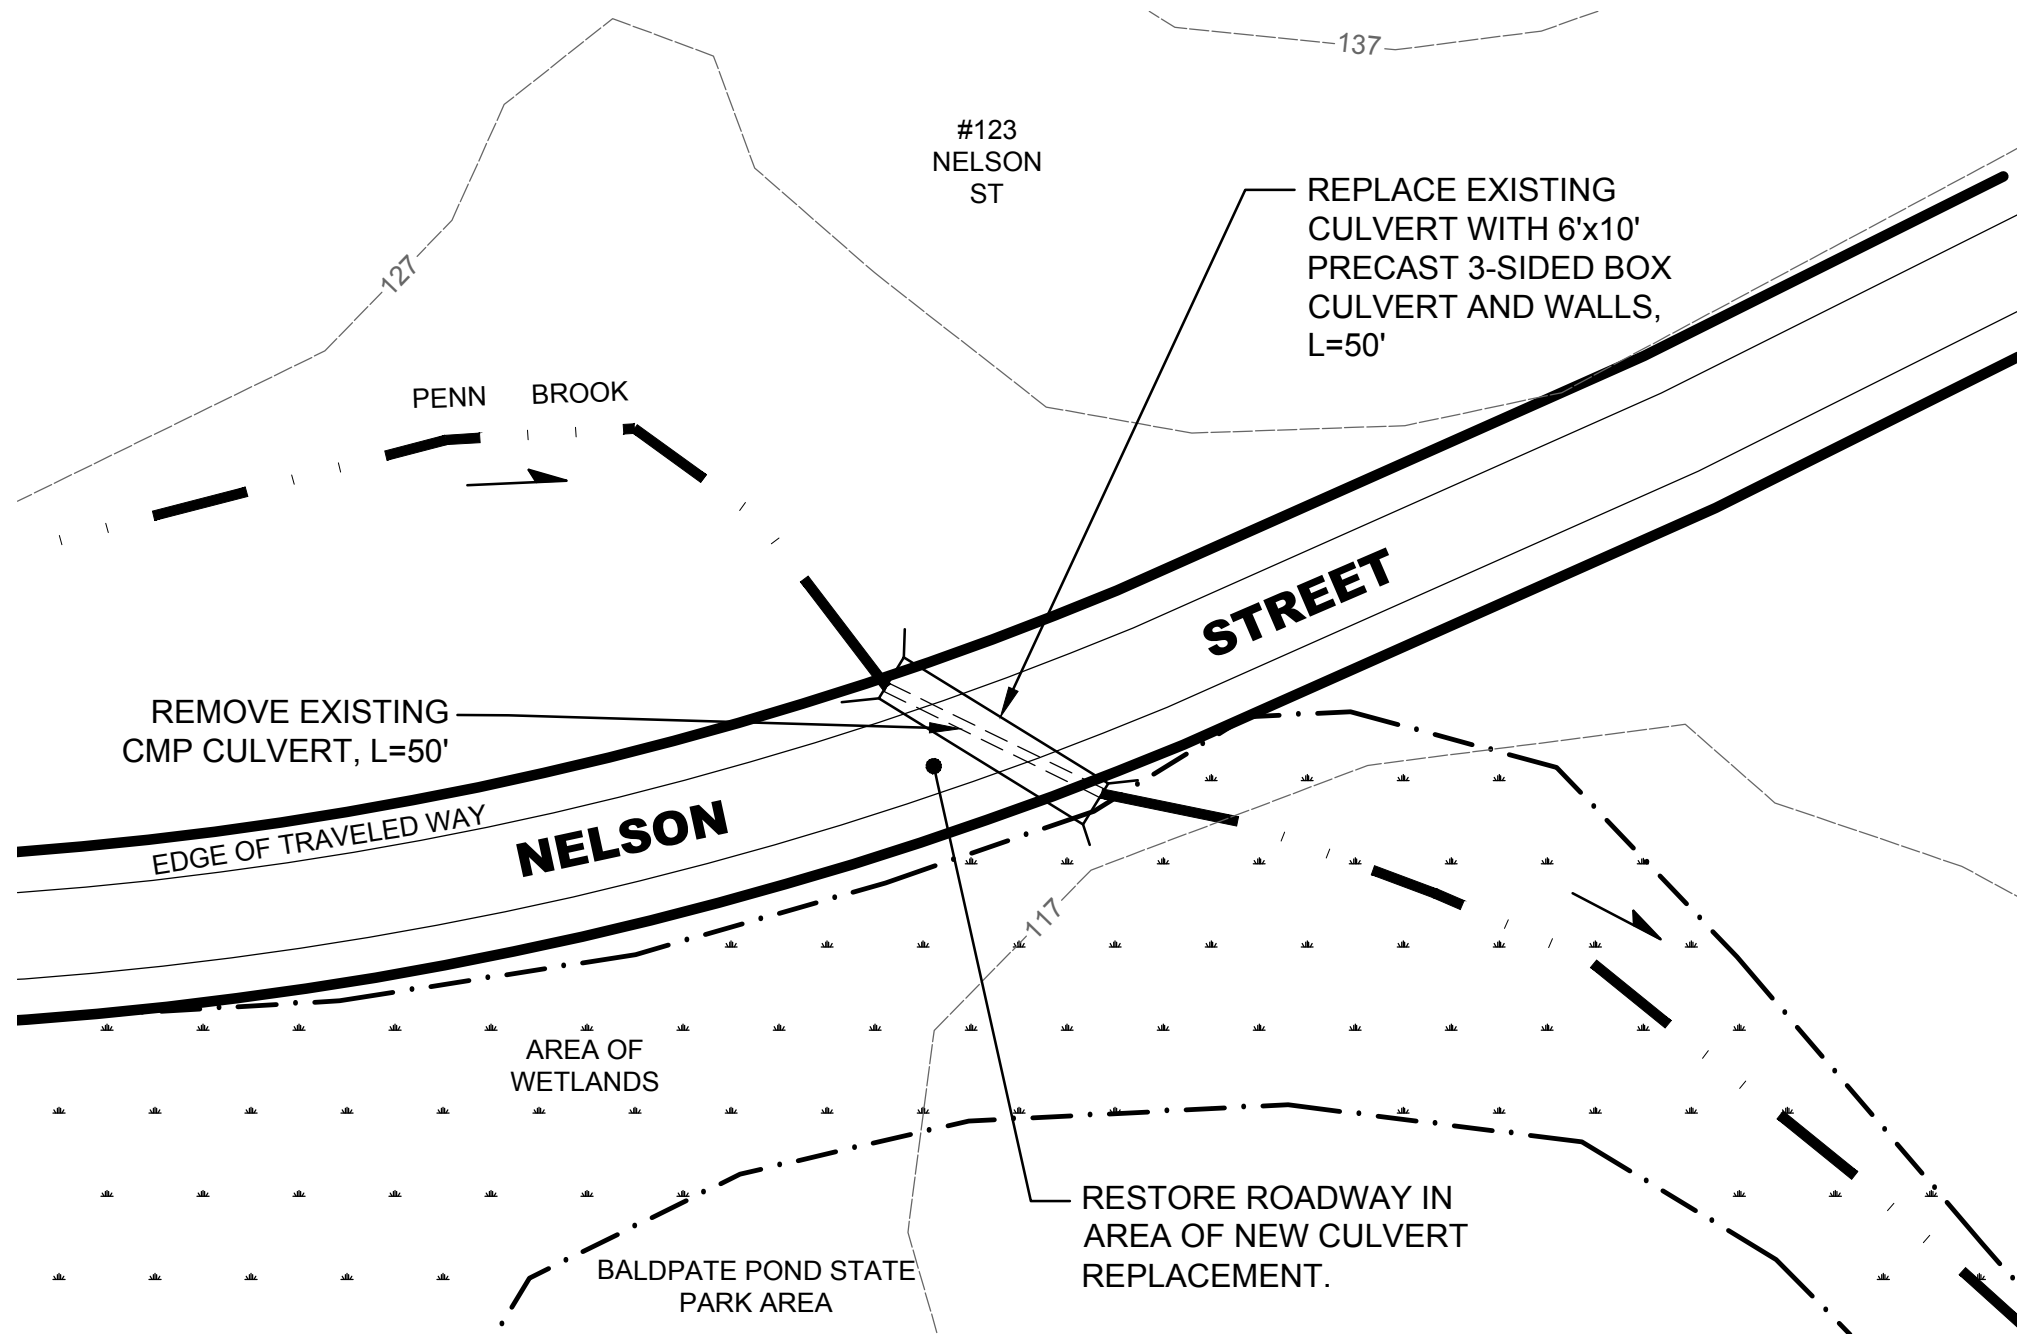 137
#123
NELSON
ST
REPLACE EXISTING
CULVERT WITH 6'x10'
PRECAST 3-SIDED BOX
CULVERT AND WALLS,
L=50'
127
PENN BROOK
STREET
REMOVE EXISTING
CMP CULVERT, L=50'
EDGE OF TRAVELED WAY
NELSON
117
AREA OF
WETLANDS
RESTORE ROADWAY IN
AREA OF NEW CULVERT
REPLACEMENT.
BALDPATE POND STATE
PARK AREA